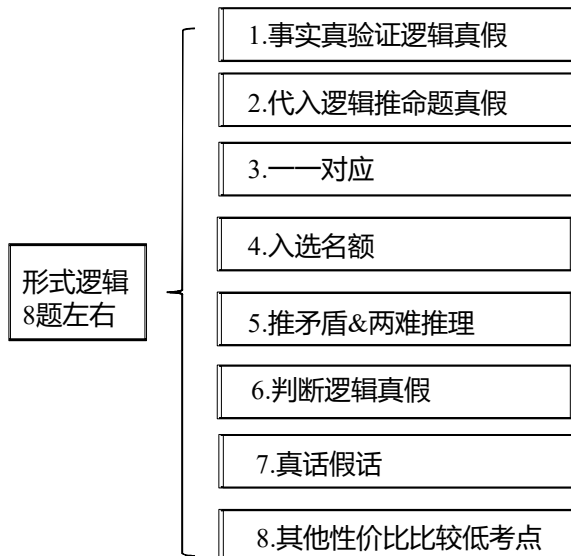 1.事实真验证逻辑真假
2.代入逻辑推命题真假
3.一一对应
4.入选名额
形式逻辑
8题左右
5.推矛盾&两难推理
6.判断逻辑真假
7.真话假话
8.其他性价比比较低考点